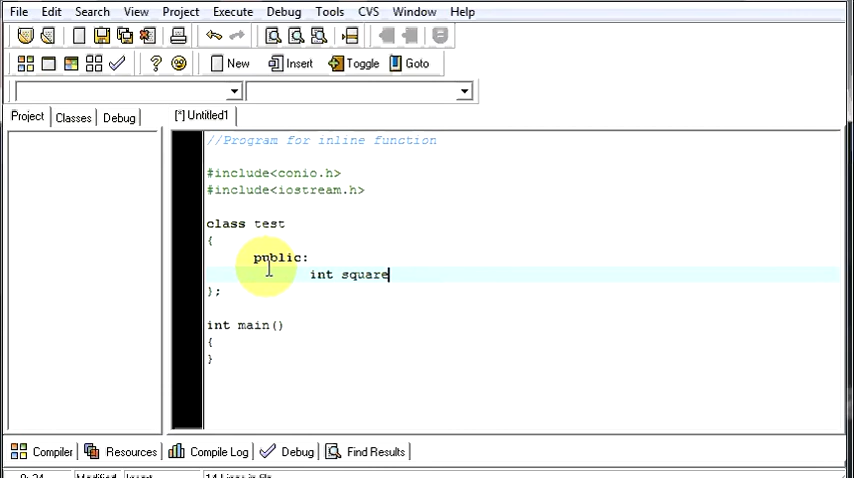 File Edit Search View Project Execute Debug Tools CVS Window Help
New Insert Toggle Goto
Project Classes Debug
[*] Untitled1
//Program for inline function
#include<conio.h>
#include<iostream.h>
class test
{
public:
int square
};
int main()
{
}
Compiler Resources Compile Log Debug Find Results